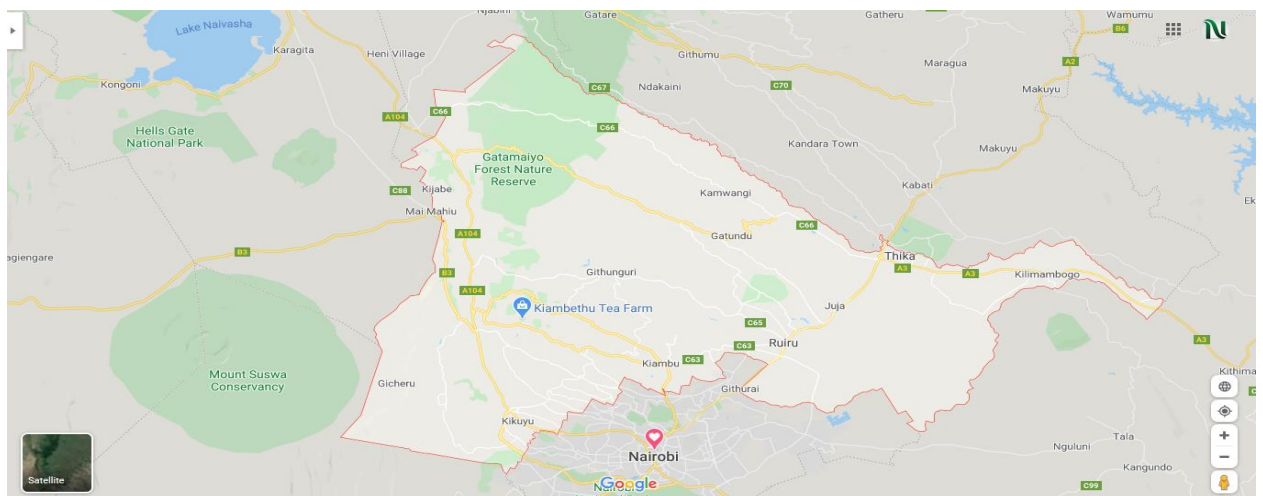 Njabini
Gatare
Gatheru
Wamumu
Lake Naivasha
B6
Karagita
Heni Village
Githumu
Maragua
A2
Kongoni
C67
Ndakaini
C70
Makuyu
A104
C66
C66
Hells Gate
National Park
Kandara Town
Makuyu
Gatamaiyo
Forest Nature
Reserve
C88
Kijabe
Kamwangi
Kabati
Ek
Mai Mahiu
C66
A104
Gatundu
B3
agiengare
Thika
A3
A3
Kilimambogo
B3
Githunguri
A104
Kiambethu Tea Farm
Juja
C65
A3
C63
Ruiru
Kiambu
C63
Mount Suswa
Conservancy
Gicheru
Githurai
Kithima
Kikuyu
Tala
Nguluni
Nairobi
Kangundo
Satellite
Google
C99